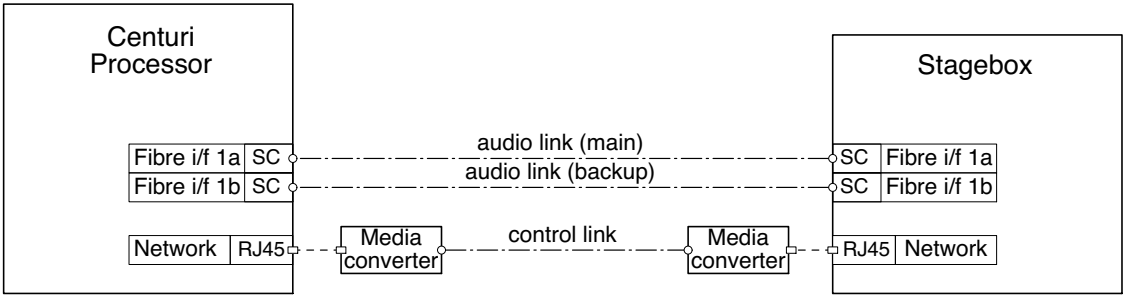 Centuri
Processor
Stagebox
audio link (main)
Fibre i/f 1a SC
SC Fibre i/f 1a
audio link (backup)
Fibre i/f 1b SC
SC Fibre i/f 1b
Network RJ45
Media
converter
control link
Media
converter
RJ45 Network